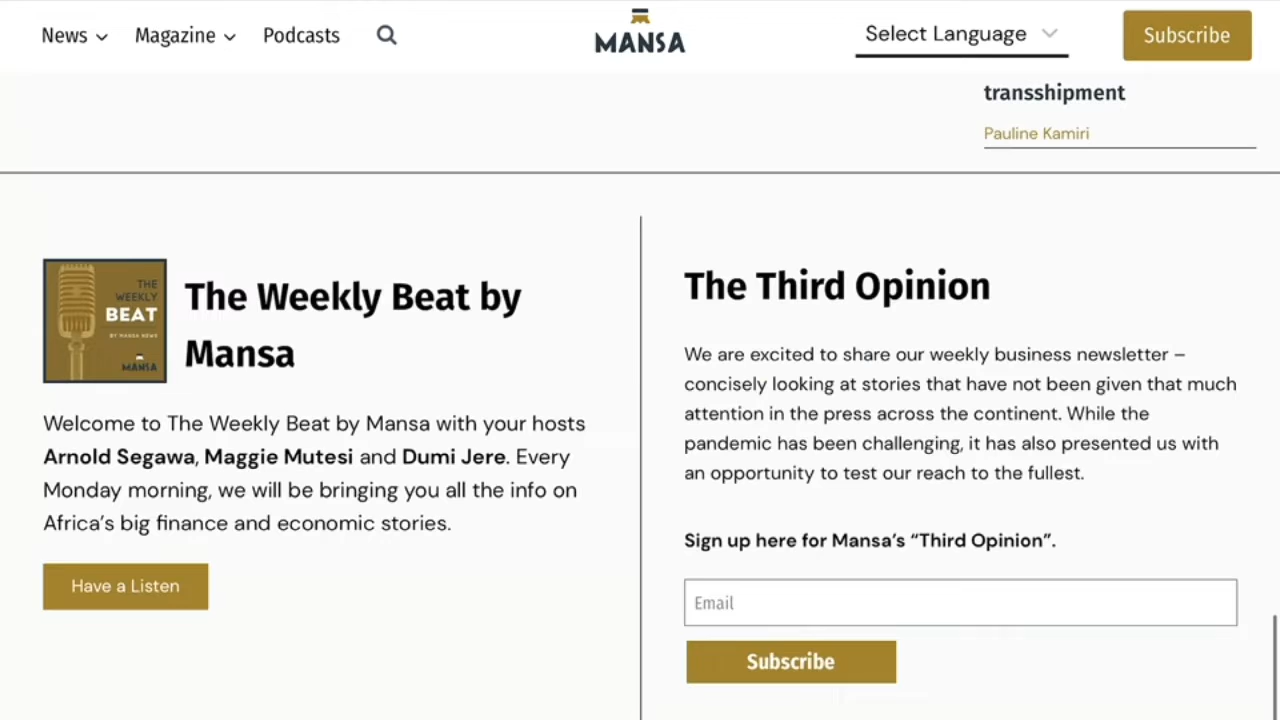 News Magazine Podcasts MANSA Select Language Subscribe
transshipment
Pauline Kamiri
THE
WEEKLY
BEAT
BY MANSA NEWS
MANSA
The Weekly Beat by
Mansa
Welcome to The Weekly Beat by Mansa with your hosts
Arnold Segawa, Maggie Mutesi and Dumi Jere. Every
Monday morning, we will be bringing you all the info on
Africa’s big finance and economic stories.
Have a Listen
The Third Opinion
We are excited to share our weekly business newsletter –
concisely looking at stories that have not been given that much
attention in the press across the continent. While the
pandemic has been challenging, it has also presented us with
an opportunity to test our reach to the fullest.
Sign up here for Mansa’s “Third Opinion”.
Email
Subscribe